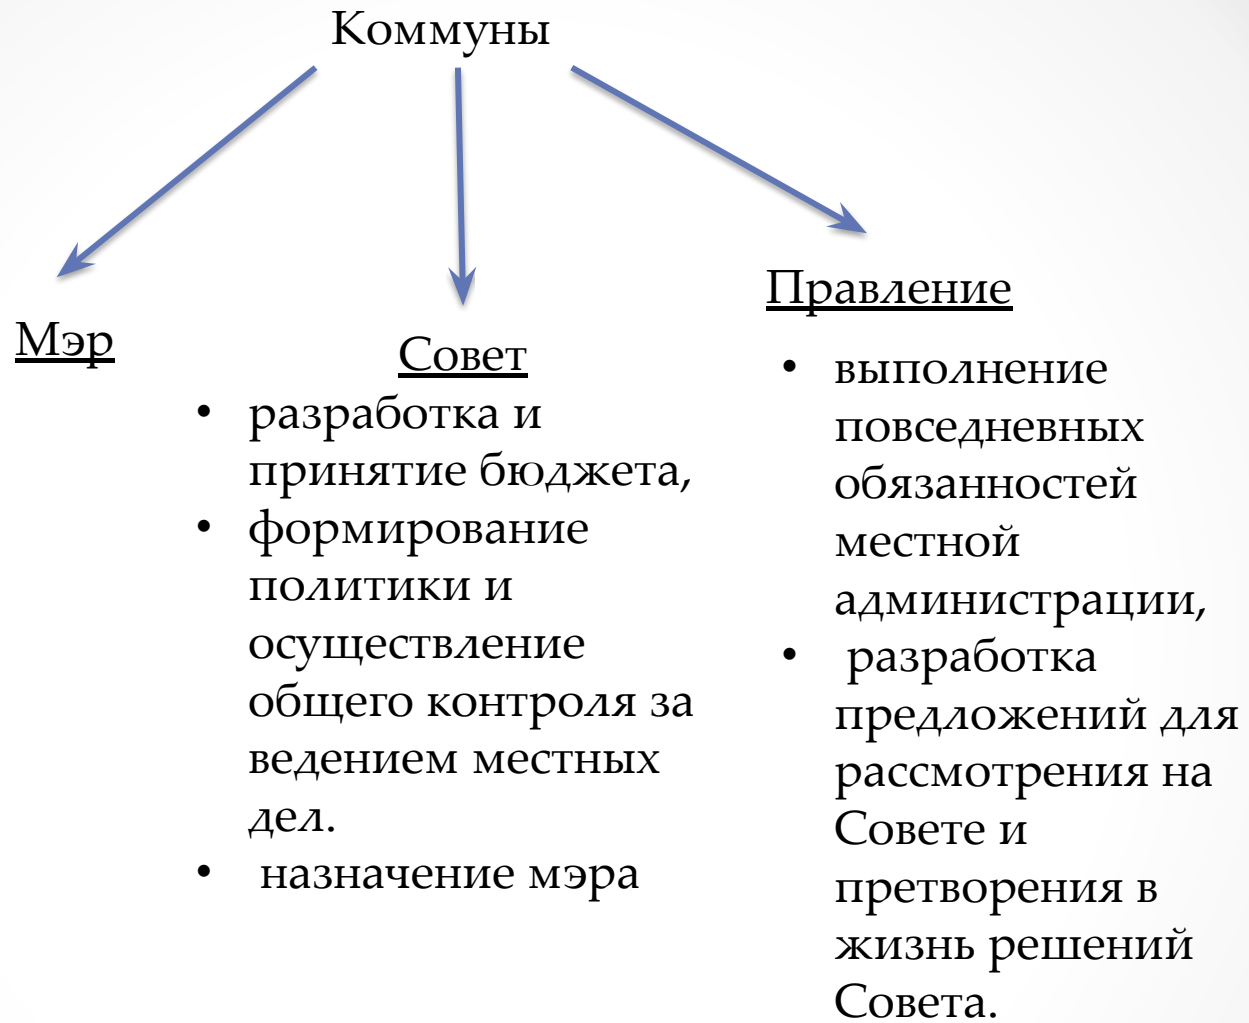 Коммуны
Мэр
Совет
• разработка и
принятие бюджета,
• формирование
политики и
осуществление
общего контроля за
ведением местных
дел.
• назначение мэра
Правление
• выполнение
повседневных
обязанностей
местной
администрации,
• разработка
предложений для
рассмотрения на
Совете и
претворения в
жизнь решений
Совета.